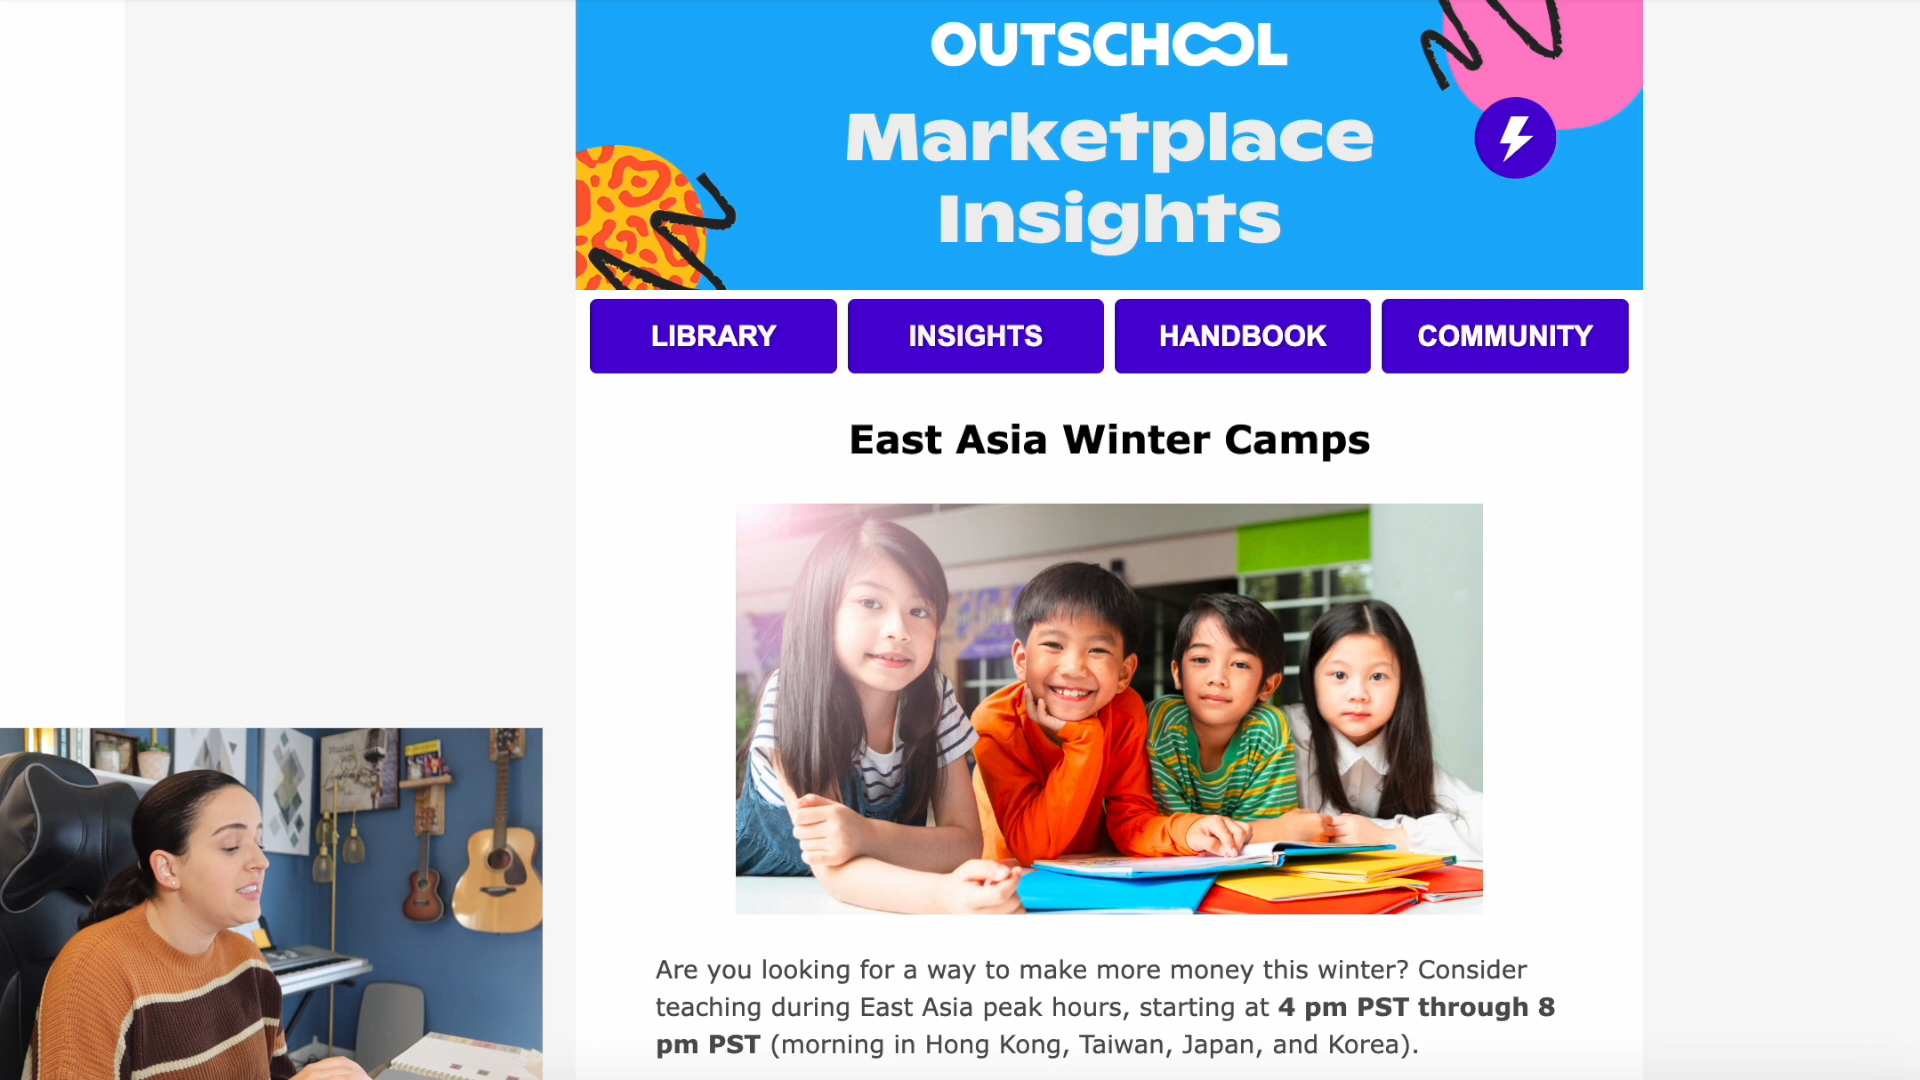 OUTSCHOOL
Marketplace
Insights
LIBRARY
INSIGHTS
HANDBOOK
COMMUNITY
East Asia Winter Camps
Are you looking for a way to make more money this winter? Consider
teaching during East Asia peak hours, starting at 4 pm PST through 8
pm PST (morning in Hong Kong, Taiwan, Japan, and Korea).